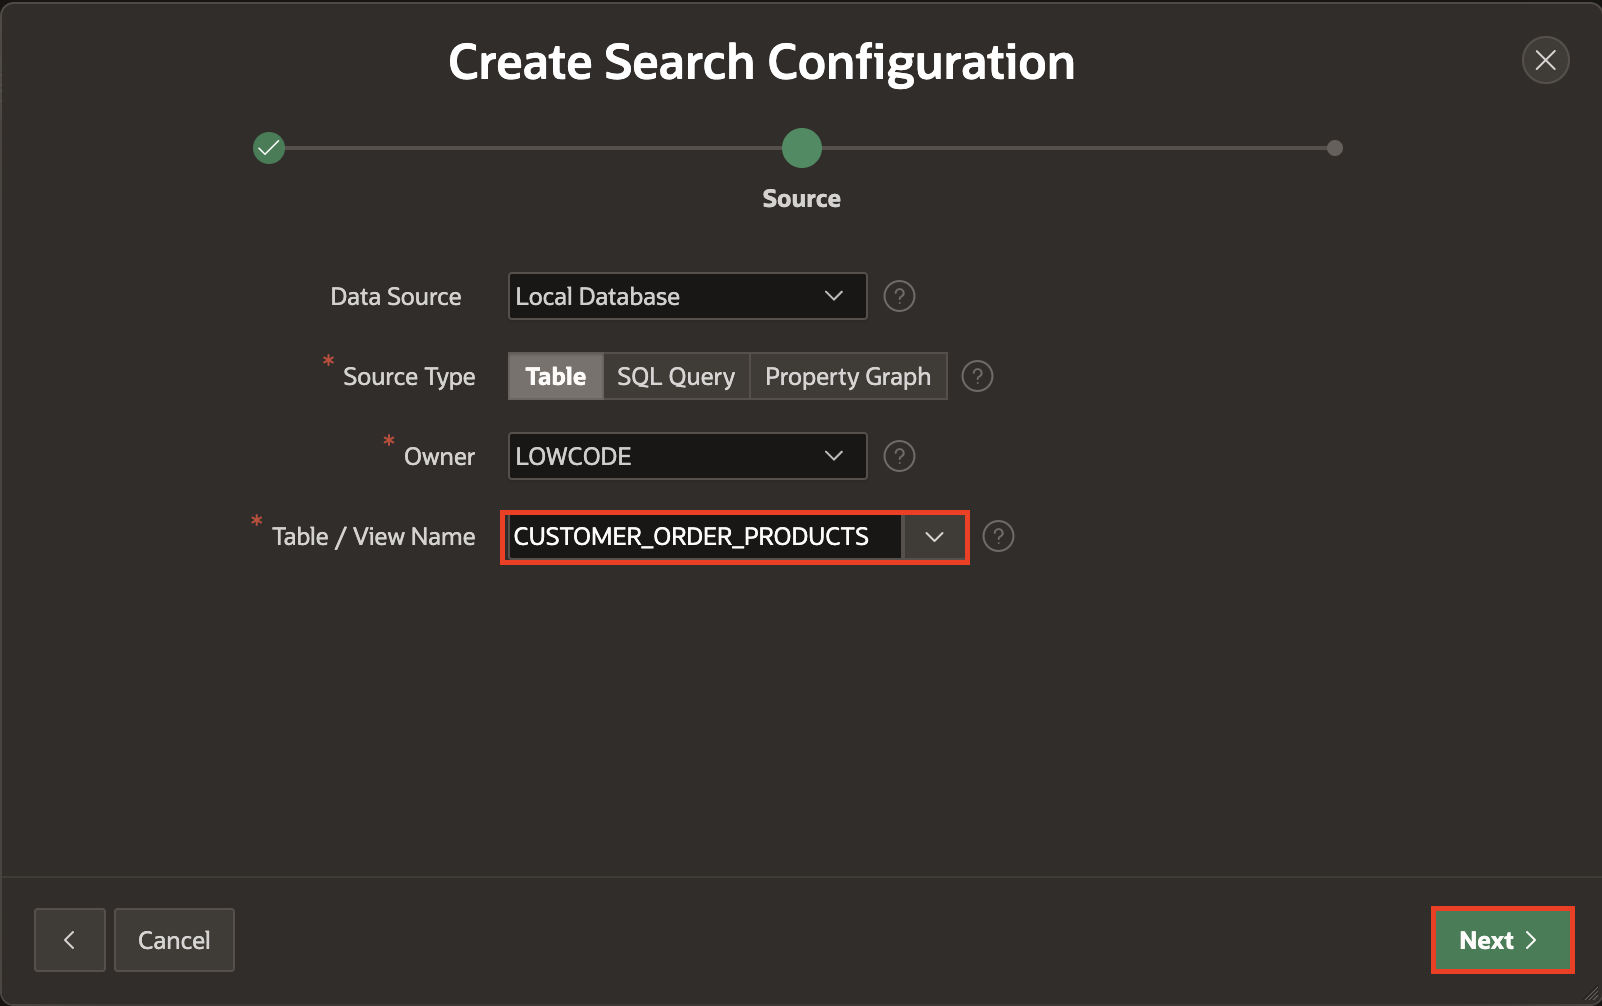 Create Search Configuration
Source
Data Source Local Database ?
* Source Type Table SQL Query Property Graph ?
* Owner LOWCODE ?
* Table / View Name CUSTOMER_ORDER_PRODUCTS ?
Cancel Next